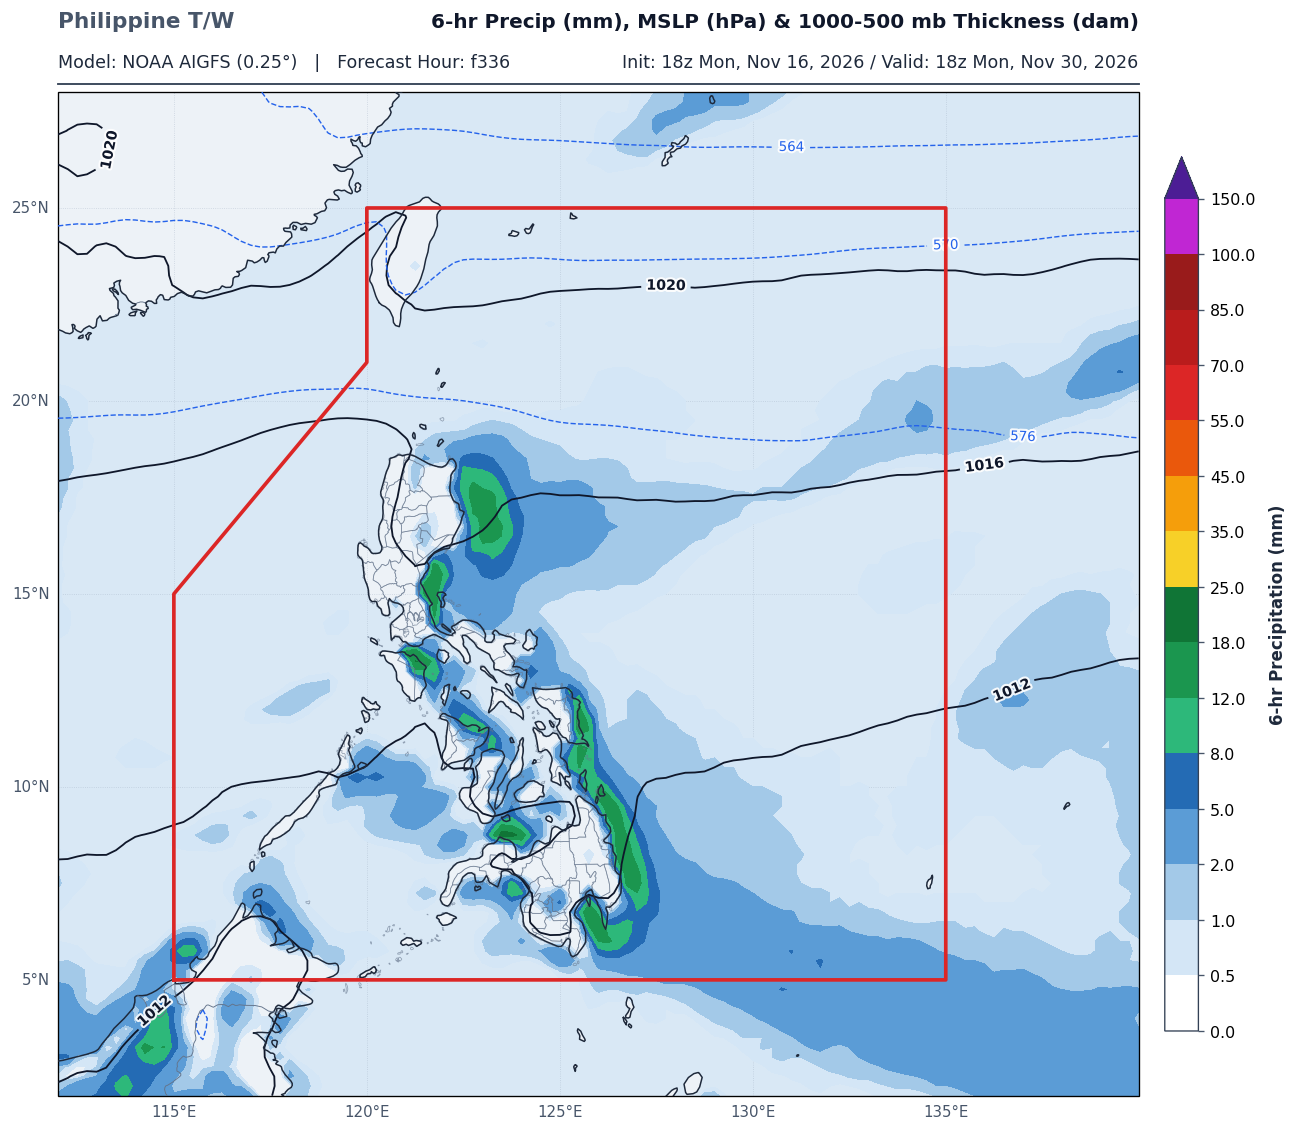 Philippine T/W
6-hr Precip (mm), MSLP (hPa) & 1000-500 mb Thickness (dam)
Model: NOAA AIGFS (0.25°) | Forecast Hour: f336
Init: 18z Mon, Nov 16, 2026 / Valid: 18z Mon, Nov 30, 2026
1020
564
570
1020
576
1016
1012
1012
25°N
20°N
15°N
10°N
5°N
115°E
120°E
125°E
130°E
135°E
150.0
100.0
85.0
70.0
55.0
45.0
35.0
25.0
18.0
12.0
8.0
5.0
2.0
1.0
0.5
0.0
6-hr Precipitation (mm)